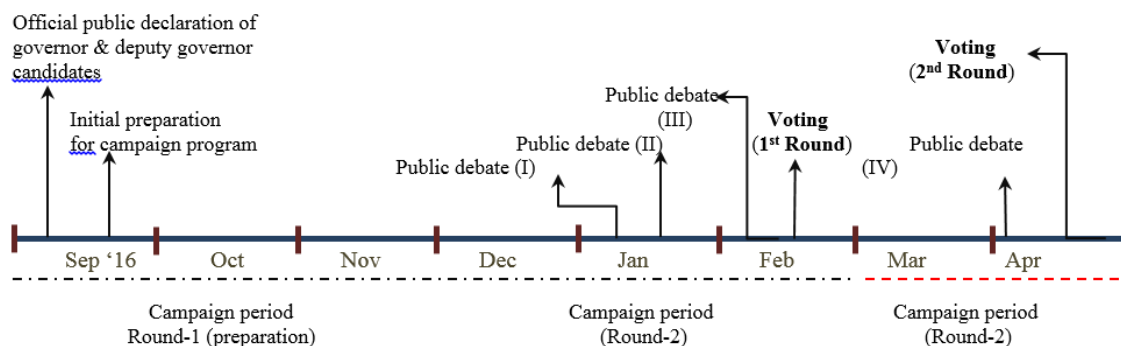 Official public declaration of
governor & deputy governor
candidates
Initial preparation
for campaign program
Public debate (I)
Public debate (II)
Public debate
(III)
Voting
(1st Round)
Public debate
(IV)
Voting
(2nd Round)
Sep ‘16
Oct
Nov
Dec
Jan
Feb
Mar
Apr
Campaign period
Round-1 (preparation)
Campaign period
(Round-2)
Campaign period
(Round-2)